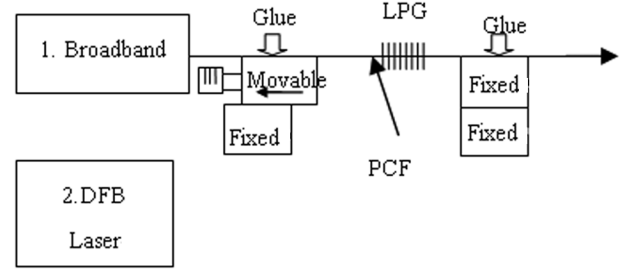 Glue
LPG
Glue
1. Broadband
Movable
Fixed
Fixed
Fixed
PCF
2.DFB
Laser